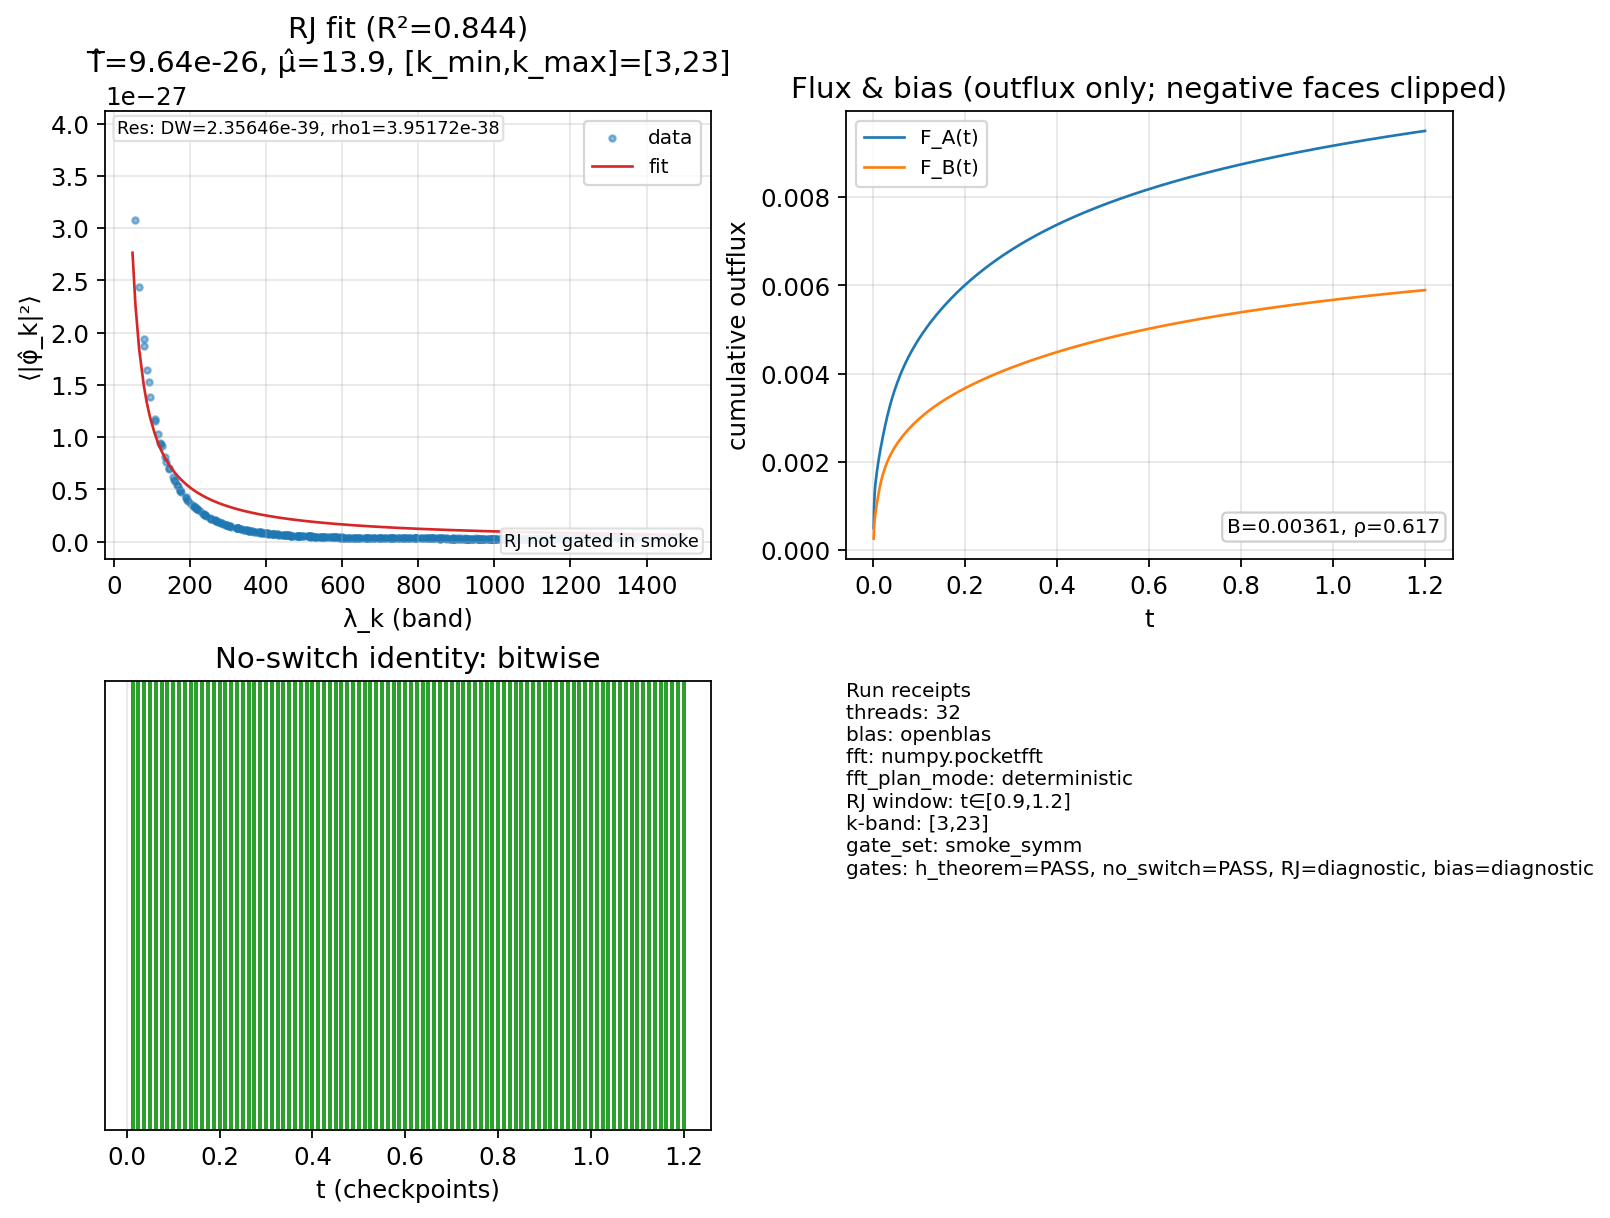 RJ fit (R²=0.844)
T̂=9.64e-26, μ̂=13.9, [k_min,k_max]=[3,23]
1e−27
Res: DW=2.35646e-39, rho1=3.95172e-38
data
fit
4.0
3.5
3.0
2.5
2.0
1.5
1.0
0.5
0.0
⟨|φ̂_k|²⟩
RJ not gated in smoke
0 200 400 600 800 1000 1200 1400
λ_k (band)
Flux & bias (outflux only; negative faces clipped)
F_A(t)
F_B(t)
0.008
0.006
0.004
0.002
0.000
cumulative outflux
B=0.00361, ρ=0.617
0.0 0.2 0.4 0.6 0.8 1.0 1.2
t
No-switch identity: bitwise
0.0 0.2 0.4 0.6 0.8 1.0 1.2
t (checkpoints)
Run receipts
threads: 32
blas: openblas
fft: numpy.pocketfft
fft_plan_mode: deterministic
RJ window: t∈[0.9,1.2]
k-band: [3,23]
gate_set: smoke_symm
gates: h_theorem=PASS, no_switch=PASS, RJ=diagnostic, bias=diagnostic